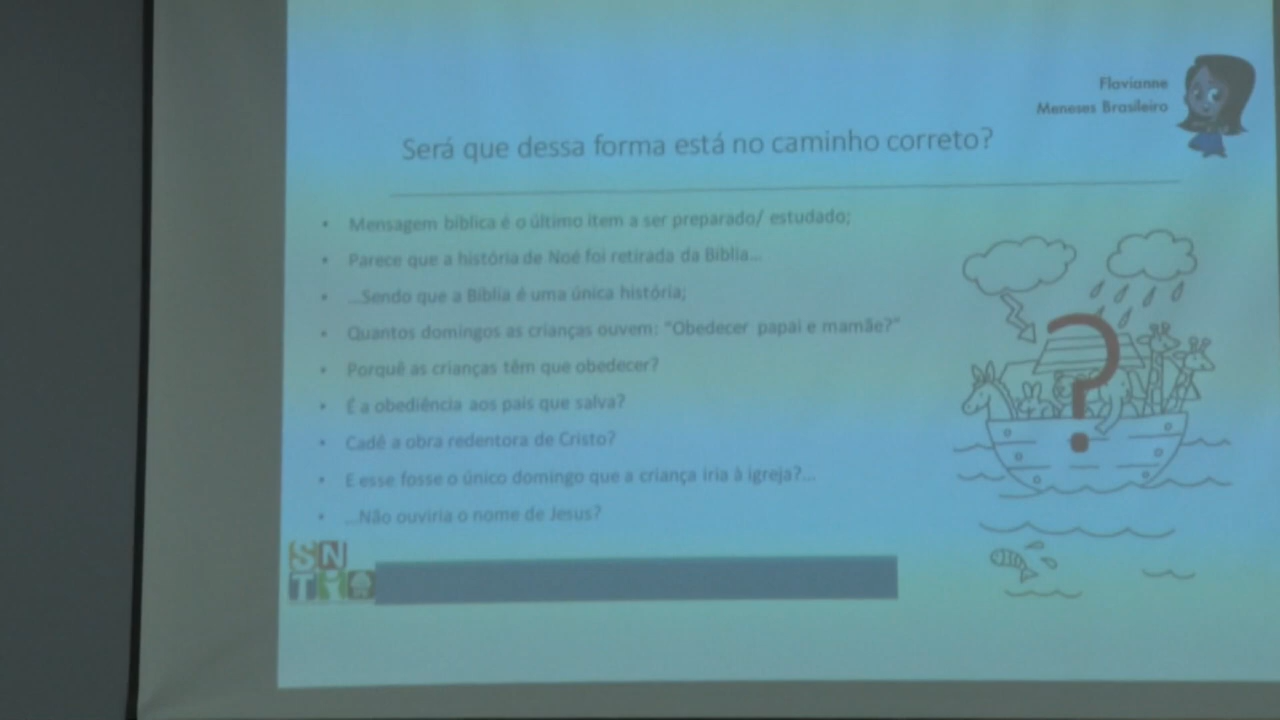 Flavianne
Meneses Brasileiro
Será que dessa forma está no caminho correto?
• Mensagem bíblica é o último item a ser preparado/ estudado;
• Parece que a história de Noé foi retirada da Bíblia...
• ...Sendo que a Bíblia é uma única história;
• Quantos domingos as crianças ouvem: "Obedecer papai e mamãe?"
• Porquê as crianças têm que obedecer?
• É a obediência aos pais que salva?
• Cadê a obra redentora de Cristo?
• E esse fosse o único domingo que a criança iria à igreja?...
• ...Não ouviria o nome de Jesus?
?
SN
TI